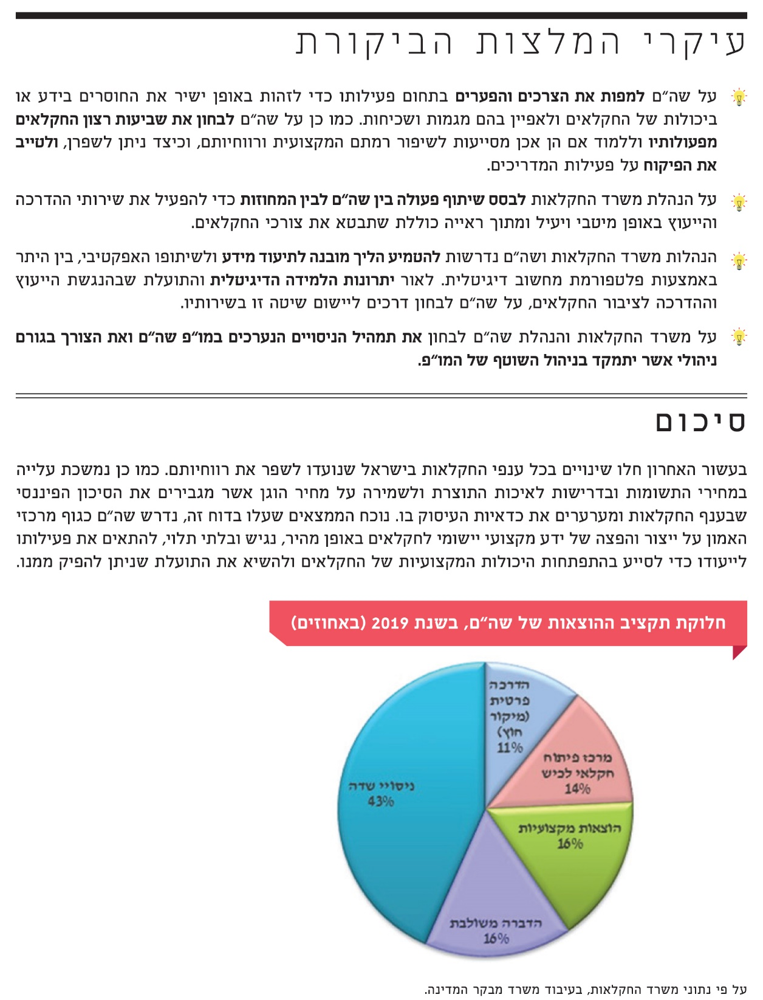 עיקרי המלצות הביקורת
על שה"ם למפות את הצרכים והפערים בתחום פעילותו כדי לזהות באופן ישיר את החוסרים בידע או
ביכולות של החקלאים ולאפיין בהם מגמות ושכיחות. כמו כן על שה"ם לבחון את שביעות רצון החקלאים
מפעולותיו וללמוד אם הן אכן מסייעות לשיפור רמתם המקצועית ורווחיותם, וכיצד ניתן לשפרן, ולטייב
את הפיקוח על פעילות המדריכים.
על הנהלת משרד החקלאות לבסס שיתוף פעולה בין שה"ם לבין המחוזות כדי להפעיל את שירותי ההדרכה
והייעוץ באופן מיטבי ויעיל ומתוך ראייה כוללת שתבטא את צורכי החקלאים.
הנהלות משרד החקלאות ושה"ם נדרשות להטמיע הליך מובנה לתיעוד מידע ולשיתופו האפקטיבי, בין היתר
באמצעות פלטפורמת מחשוב דיגיטלית. לאור יתרונות הלמידה הדיגיטלית והתועלת שבהנגשת הייעוץ
וההדרכה לציבור החקלאים, על שה"ם לבחון דרכים ליישום שיטה זו בשירותיו.
על משרד החקלאות והנהלת שה"ם לבחון את תמהיל הניסויים הנערכים במו"פ שה"ם ואת הצורך בגורם
ניהולי אשר יתמקד בניהול השוטף של המו"פ.
סיכום
בעשור האחרון חלו שינויים בכל ענפי החקלאות בישראל שנועדו לשפר את רווחיותם. כמו כן נמשכת עלייה
במחירי התשומות ובדרישות לאיכות התוצרת ולשמירה על מחיר הוגן אשר מגבירים את הסיכון הפיננסי
שבענף החקלאות ומערערים את כדאיות העיסוק בו. נוכח הממצאים שעלו בדוח זה, נדרש שה"ם כגוף מרכזי
האמון על ייצור והפצה של ידע מקצועי יישומי לחקלאים באופן מהיר, נגיש ובלתי תלוי, להתאים את פעילותו
לייעודו כדי לסייע בהתפתחות היכולות המקצועיות של החקלאים ולהשיא את התועלת שניתן להפיק ממנו.
חלוקת תקציב ההוצאות של שה"ם, בשנת 2019 (באחוזים)
הדרכה
פרטית
(מיקור
חוץ)
11%
מרכז פיתוח
חקלאי לכיש
14%
הוצאות מקצועיות
16%
הדברה משולבת
16%
ניסויי שדה
43%
על פי נתוני משרד החקלאות, בעיבוד משרד מבקר המדינה.